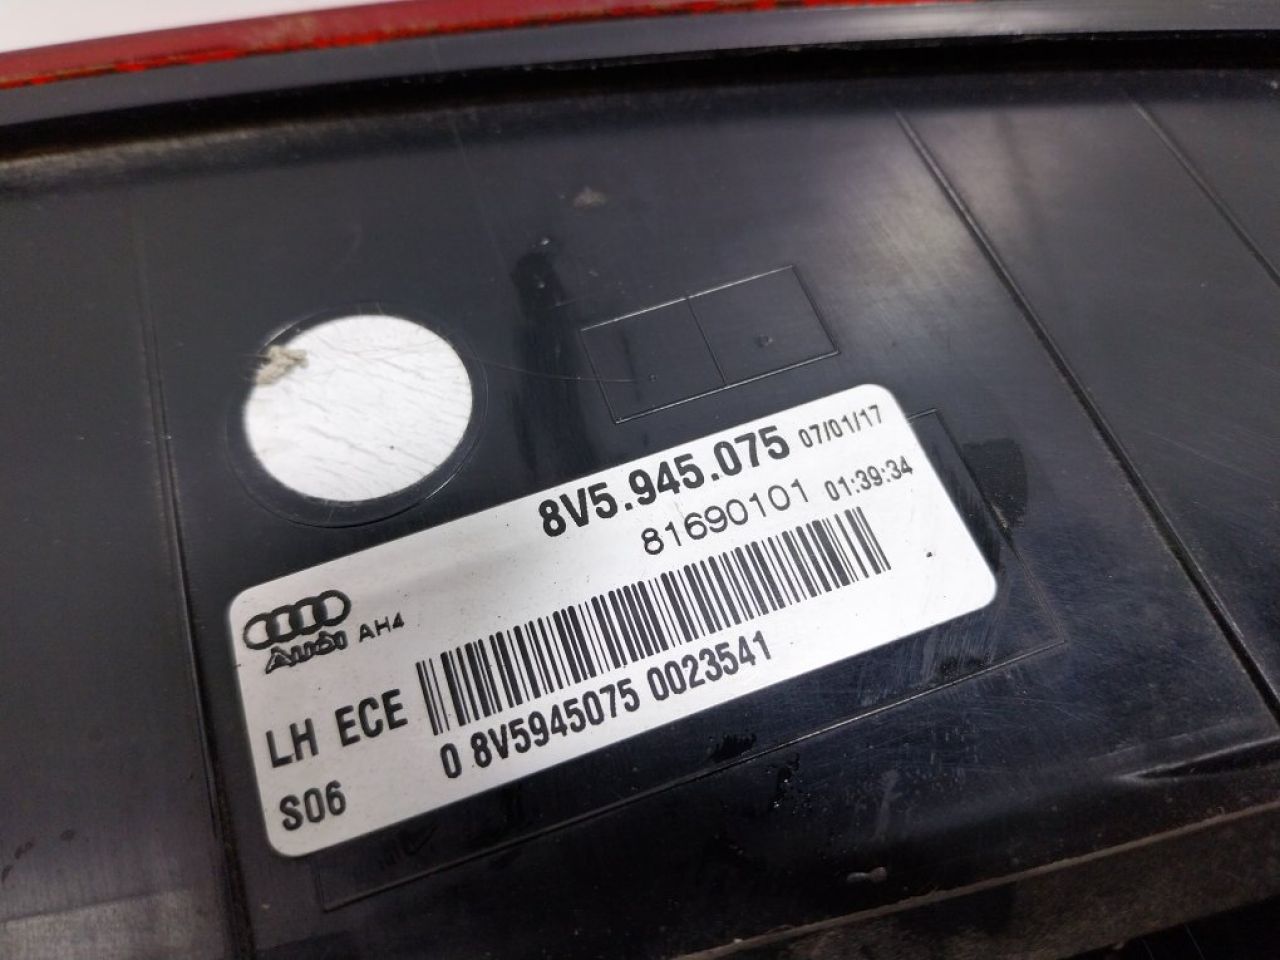 8V5.945.075 07/01/17
81690101 01:39:34
Audi AH4
LH ECE
0 8V5945075 0023541
S06